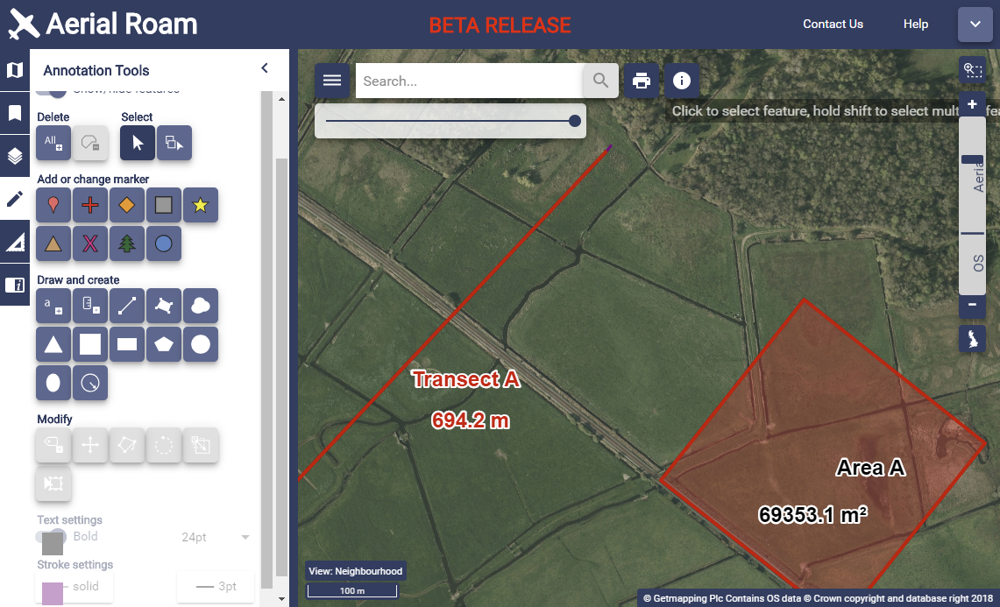 Aerial Roam
BETA RELEASE
Contact Us
Help
Annotation Tools
Show/hide features
Search...
Click to select feature, hold shift to select mul
fea
Delete
Select
All
Add or change marker
Draw and create
a
Modify
Text settings
Bold
24pt
Stroke settings
solid
3pt
Aeria
OS
Transect A
694.2 m
Area A
69353.1 m²
View: Neighbourhood
100 m
© Getmapping Plc Contains OS data © Crown copyright and database right 2018